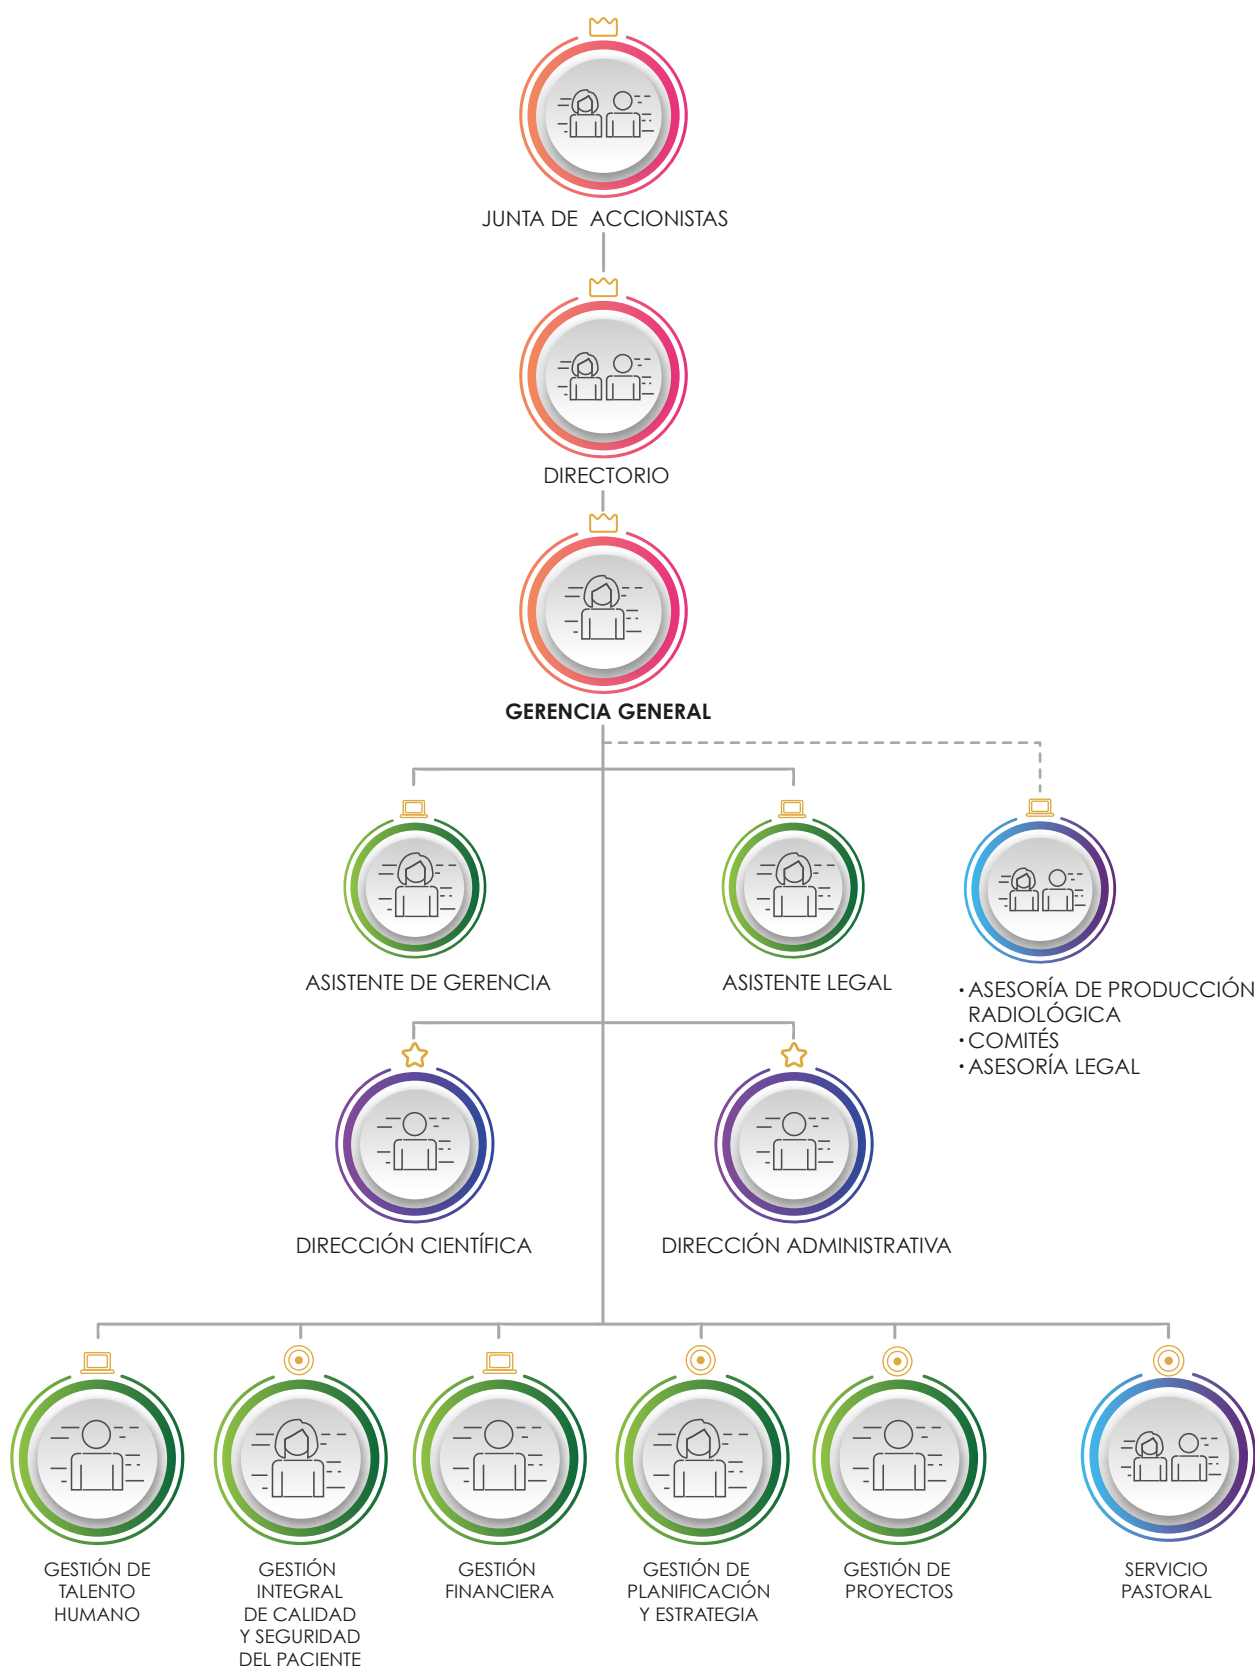 JUNTA DE ACCIONISTAS
DIRECTORIO
GERENCIA GENERAL
ASISTENTE DE GERENCIA
ASISTENTE LEGAL
· ASESORÍA DE PRODUCCIÓN
RADIOLÓGICA
· COMITÉS
· ASESORÍA LEGAL
DIRECCIÓN CIENTÍFICA
DIRECCIÓN ADMINISTRATIVA
GESTIÓN DE
TALENTO
HUMANO
GESTIÓN
INTEGRAL
DE CALIDAD
Y SEGURIDAD
DEL PACIENTE
GESTIÓN
FINANCIERA
GESTIÓN DE
PLANIFICACIÓN
Y ESTRATEGIA
GESTIÓN DE
PROYECTOS
SERVICIO
PASTORAL